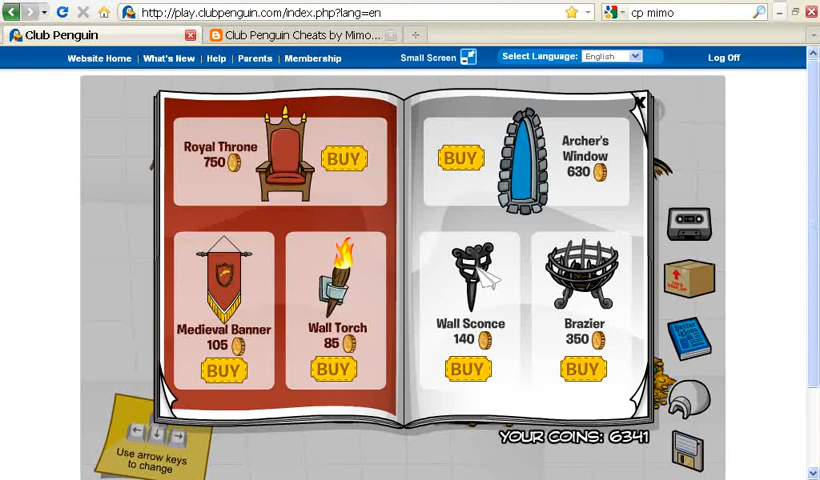 http://play.clubpenguin.com/index.php?lang=en
cp mimo
Club Penguin
Club Penguin Cheats by Mimo...
Website Home | What's New | Help | Parents | Membership
Small Screen
Select Language: English
Log Off
Royal Throne
750
BUY
BUY
Archer's
Window
630
Medieval Banner
105
BUY
Wall Torch
85
BUY
Wall Sconce
140
BUY
Brazier
350
BUY
YOUR COINS: 6341
Use arrow keys
to change